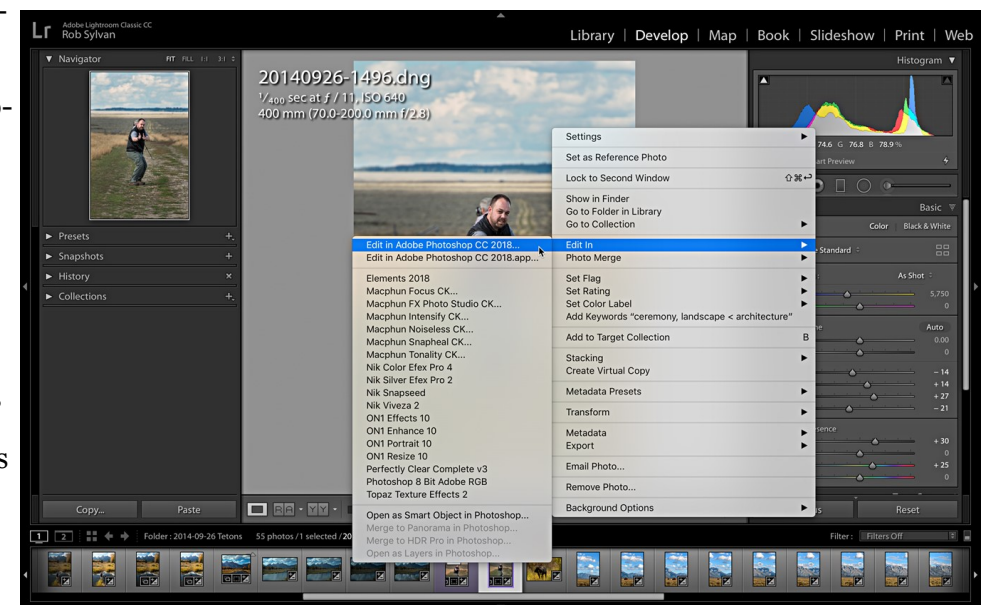 Adobe Lightroom Classic CC
Rob Sylvan
Library | Develop | Map | Book | Slideshow | Print | Web
Navigator FIT FILL 1:1 3:1
Histogram
20140926-1496.dng
1/400 sec at f / 11, ISO 640
400 mm (70.0-200.0 mm f/2.8)
74.6 G 76.8 B 78.9 %
art Preview
Presets
Snapshots
History
Collections
Settings
Set as Reference Photo
Lock to Second Window ⇧⌘↩
Show in Finder
Go to Folder in Library
Go to Collection
Edit In
Photo Merge
Set Flag
Set Rating
Set Color Label
Add Keywords “ceremony, landscape < architecture”
Add to Target Collection B
Stacking
Create Virtual Copy
Metadata Presets
Transform
Metadata
Export
Email Photo...
Remove Photo...
Background Options
Edit in Adobe Photoshop CC 2018...
Edit in Adobe Photoshop CC 2018.app...
Elements 2018
Macphun Focus CK...
Macphun FX Photo Studio CK...
Macphun Intensify CK...
Macphun Noiseless CK...
Macphun Snapheal CK...
Macphun Tonality CK...
Nik Color Efex Pro 4
Nik Silver Efex Pro 2
Nik Snapseed
Nik Viveza 2
ON1 Effects 10
ON1 Enhance 10
ON1 Portrait 10
ON1 Resize 10
Perfectly Clear Complete v3
Photoshop 8 Bit Adobe RGB
Topaz Texture Effects 2
Open as Smart Object in Photoshop...
Merge to Panorama in Photoshop...
Merge to HDR Pro in Photoshop...
Open as Layers in Photoshop...
Basic
Color Black & White
Standard
As Shot
5,750
0
Auto
0.00
0
– 14
+ 14
+ 27
– 21
sence
+ 30
0
+ 25
0
Copy... Paste
Reset
1 2 Folder : 2014-09-26 Tetons 55 photos /1 selected /20
Filter : Filters Off